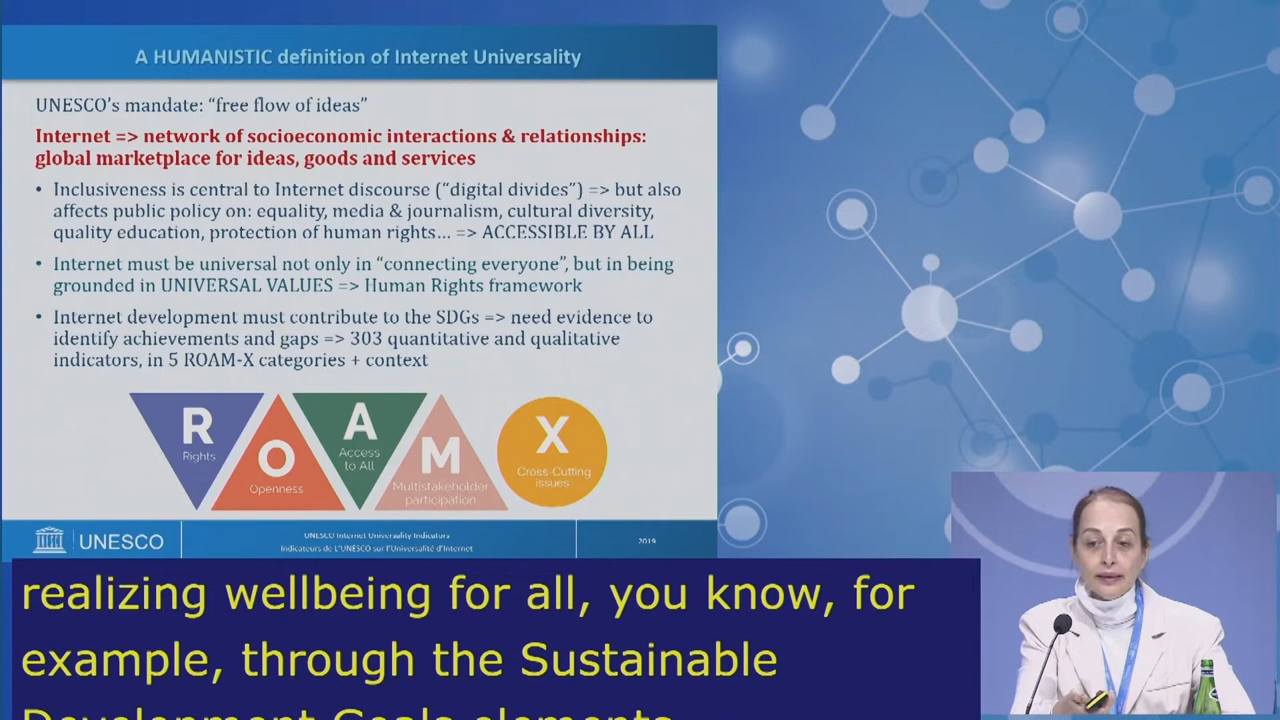 A HUMANISTIC definition of Internet Universality
UNESCO's mandate: “free flow of ideas”
Internet => network of socioeconomic interactions & relationships:
global marketplace for ideas, goods and services
• Inclusiveness is central to Internet discourse (“digital divides”) => but also
affects public policy on: equality, media & journalism, cultural diversity,
quality education, protection of human rights… => ACCESSIBLE BY ALL
• Internet must be universal not only in “connecting everyone”, but in being
grounded in UNIVERSAL VALUES => Human Rights framework
• Internet development must contribute to the SDGs => need evidence to
identify achievements and gaps => 303 quantitative and qualitative
indicators, in 5 ROAM-X categories + context
R
Rights
O
Openness
A
Access
to All
M
Multistakeholder
participation
X
Cross-Cutting
issues
UNESCO
UNESCO Internet Universality Indicators
Indicateurs de L'UNESCO sur l'Universalité d'Internet
2019
realizing wellbeing for all, you know, for
example, through the Sustainable
Development Goals elements